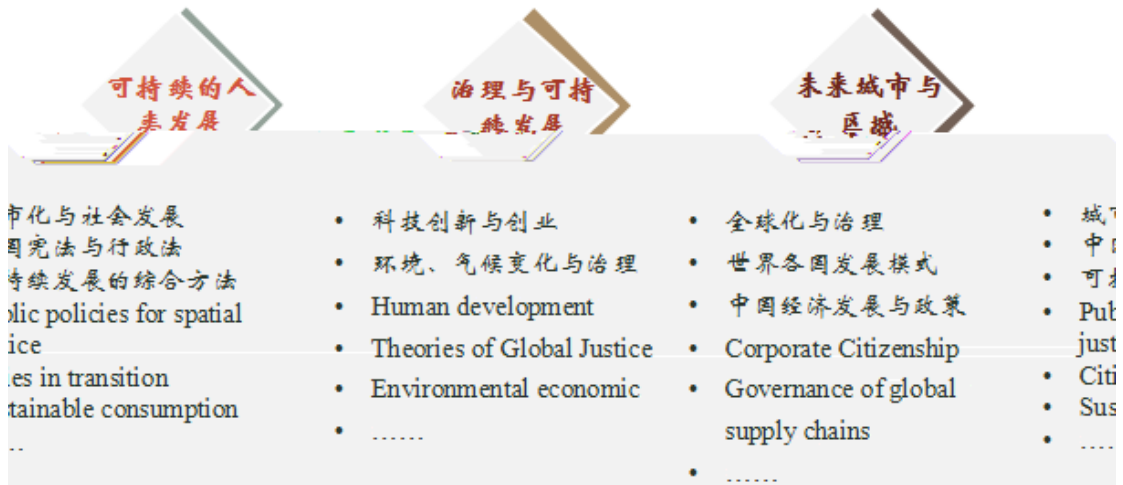 可持续的人
类发展
治理与可持
续发展
未来城市与
区域
市化与社会发展
国宪法与行政法
持续发展的综合方法
blic policies for spatial
ice
es in transition
stainable consumption
• 科技创新与创业
• 环境、气候变化与治理
• Human development
• Theories of Global Justice
• Environmental economic
• ……
• 全球化与治理
• 世界各国发展模式
• 中国经济发展与政策
• Corporate Citizenship
• Governance of global
supply chains
• ……
• 城
• 中
• 可
• Pub
just
• Citi
• Sus
• ……